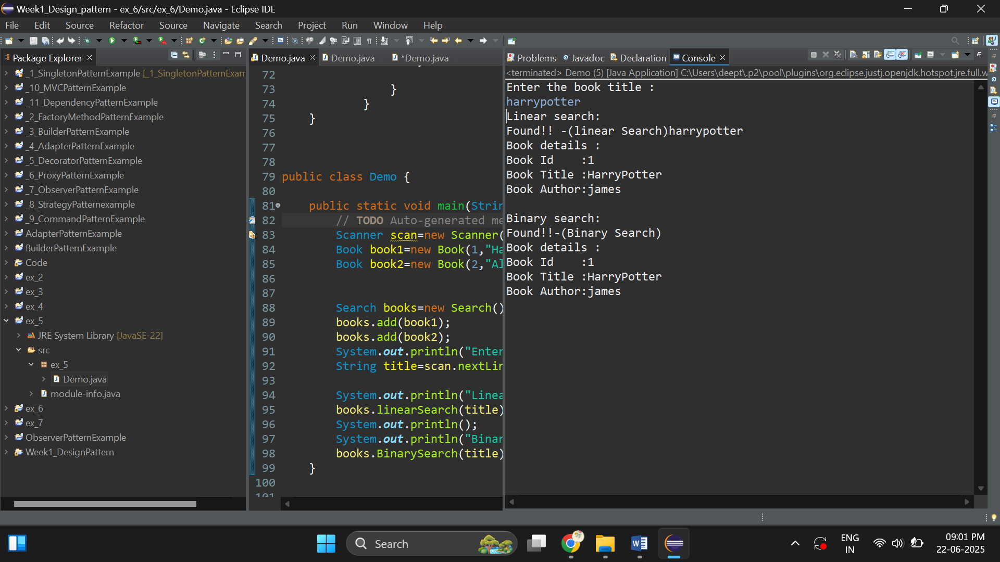 Week1_Design_pattern - ex_6/src/ex_6/Demo.java - Eclipse IDE
File Edit Source Refactor Source Navigate Search Project Run Window Help
Package Explorer
_1_SingletonPatternExample [_1_SingletonPatternExam
_10_MVCPatternExample
_11_DependencyPatternExample
_2_FactoryMethodPatternExample
_3_BuilderPatternExample
_4_AdapterPatternExample
_5_DecoratorPatternExample
_6_ProxyPatternExample
_7_ObserverPatternExample
_8_StrategyPatternexample
_9_CommandPatternExample
AdapterPatternExample
BuilderPatternExample
Code
ex_2
ex_3
ex_4
ex_5
JRE System Library [JavaSE-22]
src
ex_5
Demo.java
module-info.java
ex_6
ex_7
ObserverPatternExample
Week1_DesignPattern
Demo.java Demo.java *Demo.java
72
73 }
74 }
75 }
76
77
78
79 public class Demo {
80
81 public static void main(Strin
82 // TODO Auto-generated me
83 Scanner scan=new Scanner(
84 Book book1=new Book(1,"Ha
85 Book book2=new Book(2,"Al
86
87
88 Search books=new Search()
89 books.add(book1);
90 books.add(book2);
91 System.out.println("Enter
92 String title=scan.nextLin
93
94 System.out.println("Linea
95 books.linearSearch(title)
96 System.out.println();
97 System.out.println("Binar
98 books.BinarySearch(title)
99 }
100
101
Problems Javadoc Declaration Console
<terminated> Demo (5) [Java Application] C:\Users\deept\.p2\pool\plugins\org.eclipse.justj.openjdk.hotspot.jre.full.w
Enter the book title :
harrypotter
Linear search:
Found!! -(linear Search)harrypotter
Book details :
Book Id    :1
Book Title :HarryPotter
Book Author:james
Binary search:
Found!!-(Binary Search)
Book details :
Book Id    :1
Book Title :HarryPotter
Book Author:james
Search
ENG
IN
09:01 PM
22-06-2025